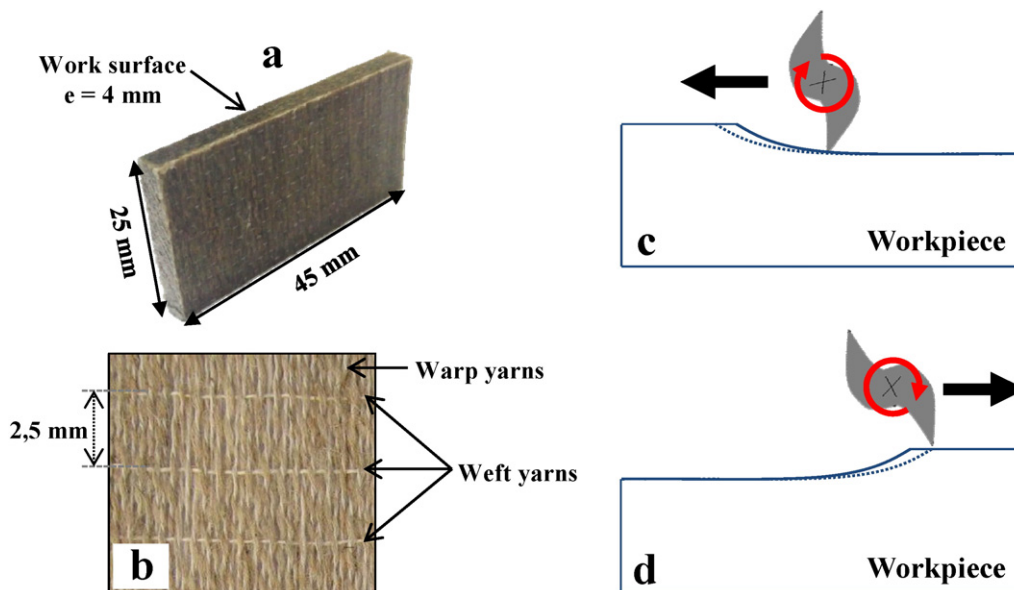 a
Work surface
e = 4 mm
25 mm
45 mm
Warp yarns
2,5 mm
Weft yarns
b
c
Workpiece
d
Workpiece